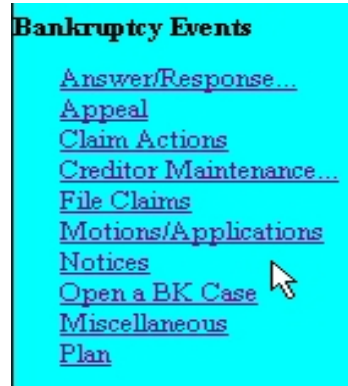 Bankruptcy Events
Answer/Response...
Appeal
Claim Actions
Creditor Maintenance...
File Claims
Motions/Applications
Notices
Open a BK Case
Miscellaneous
Plan